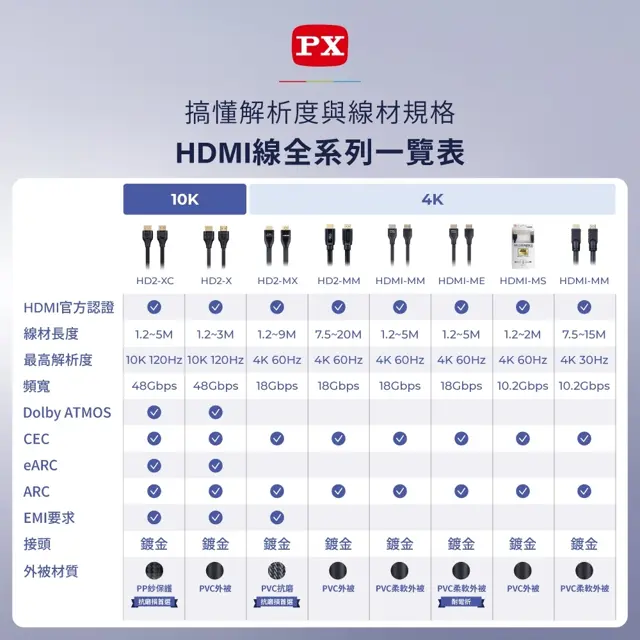 PX
搞懂解析度與線材規格
HDMI線全系列一覽表
10K 4K
HD2-XC HD2-X HD2-MX HD2-MM HDMI-MM HDMI-ME HDMI-MS HDMI-MM
HDMI官方認證
線材長度 1.2~5M 1.2~3M 1.2~9M 7.5~20M 1.2~5M 1.2~5M 1.2~2M 7.5~15M
最高解析度 10K 120Hz 10K 120Hz 4K 60Hz 4K 60Hz 4K 60Hz 4K 60Hz 4K 60Hz 4K 30Hz
頻寬 48Gbps 48Gbps 18Gbps 18Gbps 18Gbps 18Gbps 10.2Gbps 10.2Gbps
Dolby ATMOS
CEC
eARC
ARC
EMI要求
接頭 鍍金 鍍金 鍍金 鍍金 鍍金 鍍金 鍍金 鍍金
外被材質 PP紗保護 PVC外被 PVC抗磨 PVC外被 PVC柔軟外被 PVC柔軟外被 PVC外被 PVC柔軟外被
抗磨損首選 抗磨損首選 耐彎折